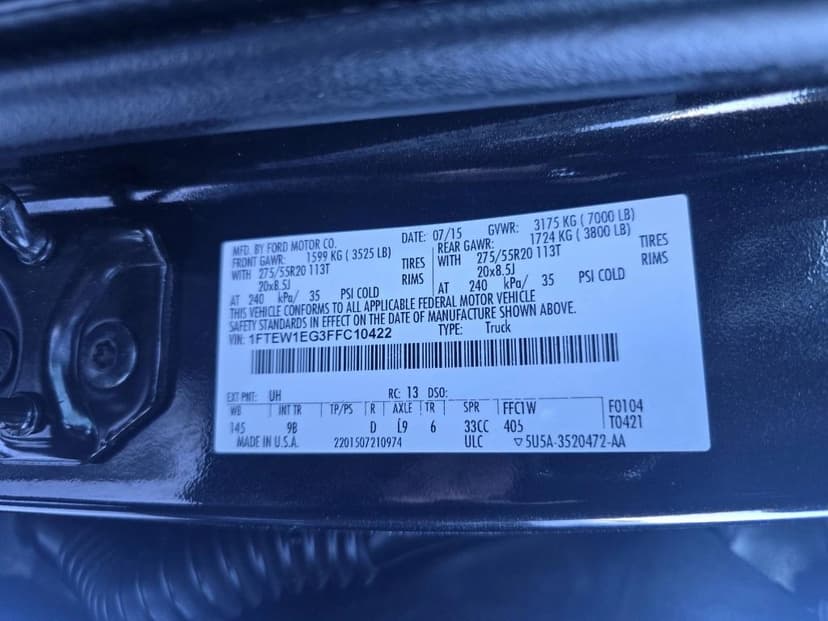 MFD. BY FORD MOTOR CO. DATE: 07/15 GVWR: 3175 KG ( 7000 LB)
FRONT GAWR: 1599 KG ( 3525 LB) REAR GAWR: 1724 KG ( 3800 LB)
WITH 275/55R20 113T TIRES WITH 275/55R20 113T TIRES
20x8.5J RIMS 20x8.5J RIMS
AT 240 kPa/ 35 PSI COLD AT 240 kPa/ 35 PSI COLD
THIS VEHICLE CONFORMS TO ALL APPLICABLE FEDERAL MOTOR VEHICLE
SAFETY STANDARDS IN EFFECT ON THE DATE OF MANUFACTURE SHOWN ABOVE.
VIN: 1FTEW1EG3FFC10422 TYPE: Truck
EXT PNT: UH RC: 13 DSO:
WB INT TR TP/PS R AXLE TR SPR FFC1W F0104
145 9B D L9 6 33CC 405 T0421
MADE IN U.S.A. 2201507210974 ULC ▽5U5A-3520472-AA